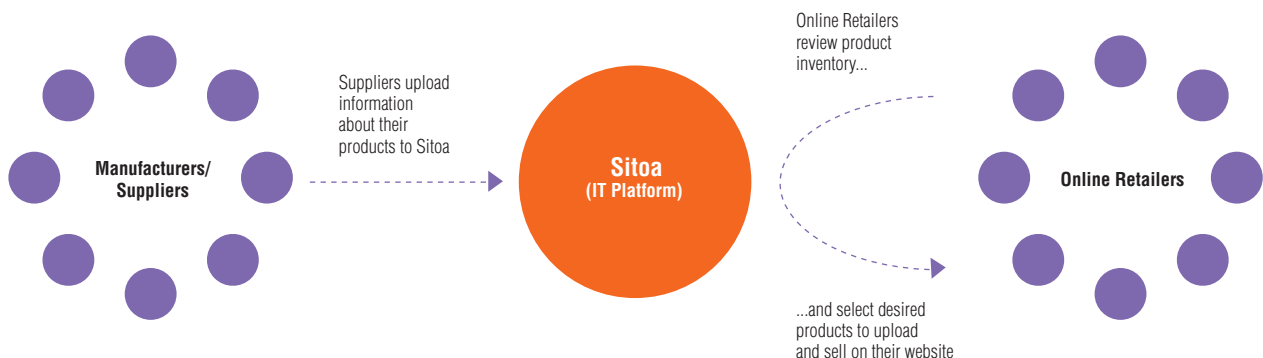 Suppliers upload
information
about their
products to Sitoa
Manufacturers/
Suppliers
Sitoa
(IT Platform)
Online Retailers
review product
inventory...
Online Retailers
...and select desired
products to upload
and sell on their website